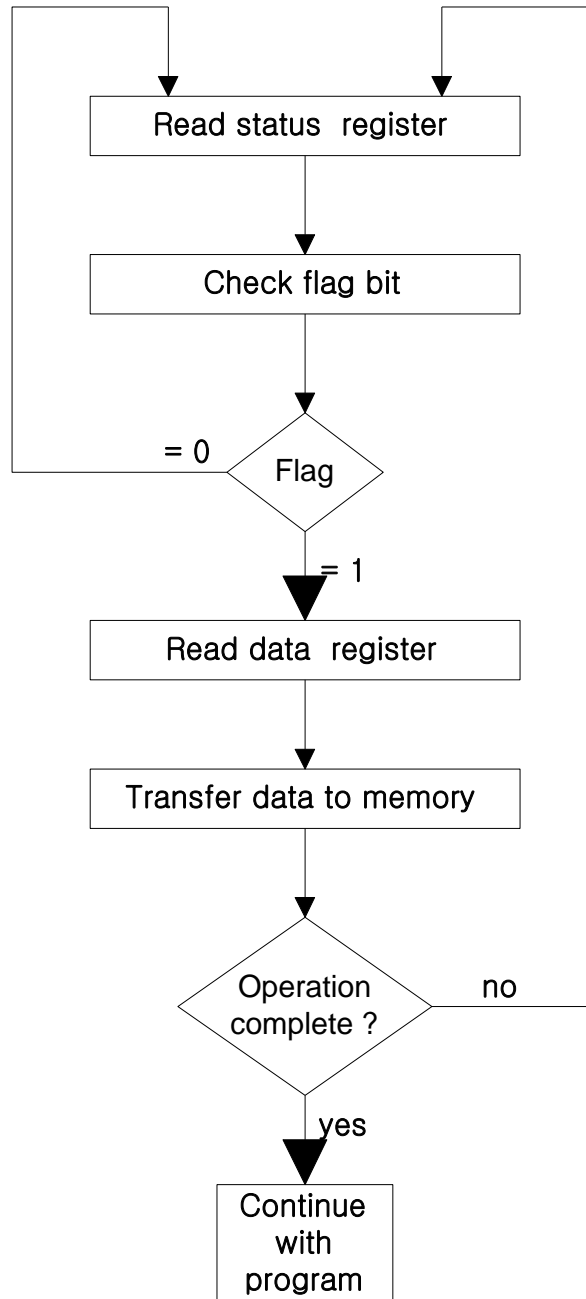 Read status register
Check flag bit
= 0
Flag
= 1
Read data register
Transfer data to memory
Operation
complete ?
no
yes
Continue
with
program